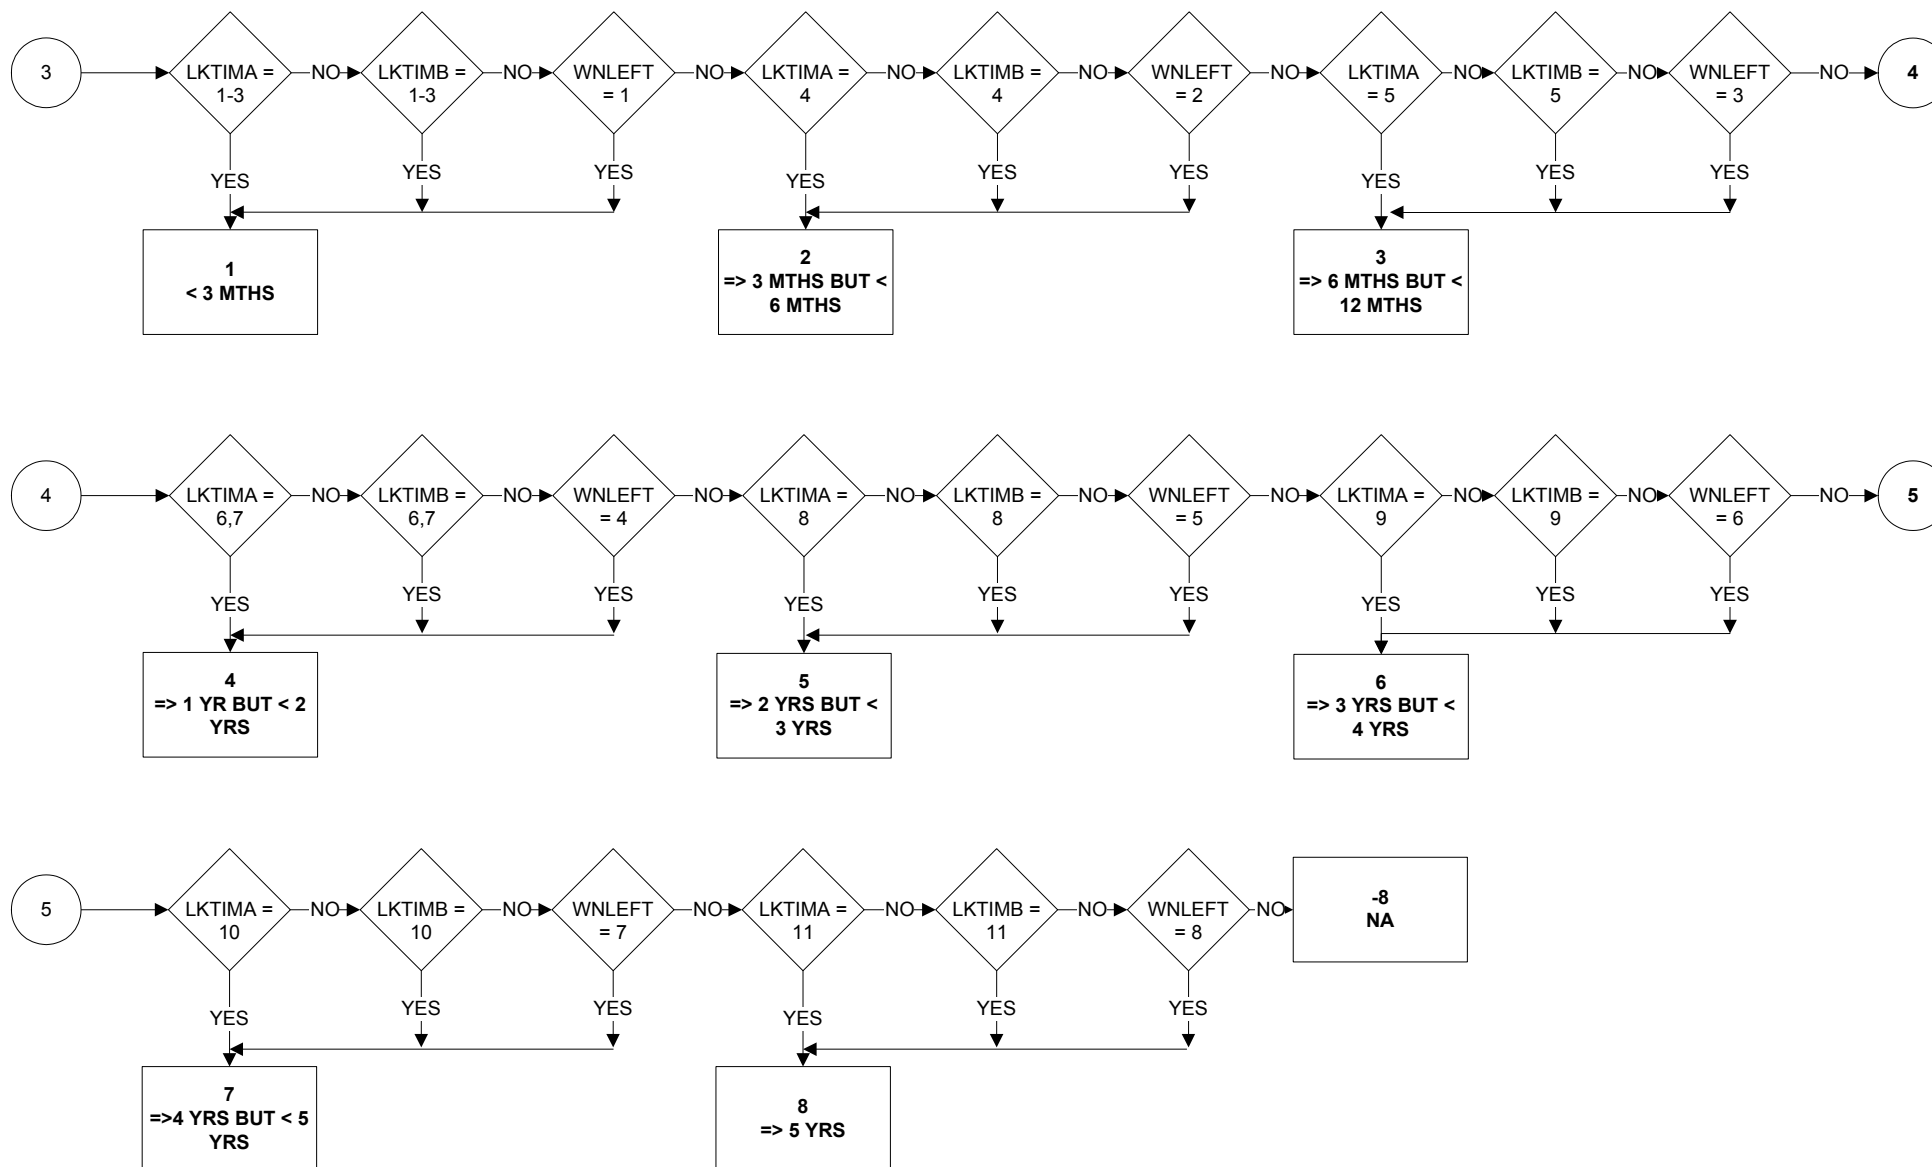 3
LKTIMA =
1-3
NO
LKTIMB =
1-3
NO
WNLEFT
= 1
NO
LKTIMA =
4
NO
LKTIMB =
4
NO
WNLEFT
= 2
NO
LKTIMA
= 5
NO
LKTIMB =
5
NO
WNLEFT
= 3
NO
4
YES
YES
YES
YES
YES
YES
YES
YES
YES
1
< 3 MTHS
2
=> 3 MTHS BUT <
6 MTHS
3
=> 6 MTHS BUT <
12 MTHS
4
LKTIMA =
6,7
NO
LKTIMB =
6,7
NO
WNLEFT
= 4
NO
LKTIMA =
8
NO
LKTIMB =
8
NO
WNLEFT
= 5
NO
LKTIMA =
9
NO
LKTIMB =
9
NO
WNLEFT
= 6
NO
5
YES
YES
YES
YES
YES
YES
YES
YES
YES
4
=> 1 YR BUT < 2
YRS
5
=> 2 YRS BUT <
3 YRS
6
=> 3 YRS BUT <
4 YRS
5
LKTIMA =
10
NO
LKTIMB =
10
NO
WNLEFT
= 7
NO
LKTIMA =
11
NO
LKTIMB =
11
NO
WNLEFT
= 8
NO
-8
NA
YES
YES
YES
YES
YES
YES
7
=>4 YRS BUT < 5
YRS
8
=> 5 YRS